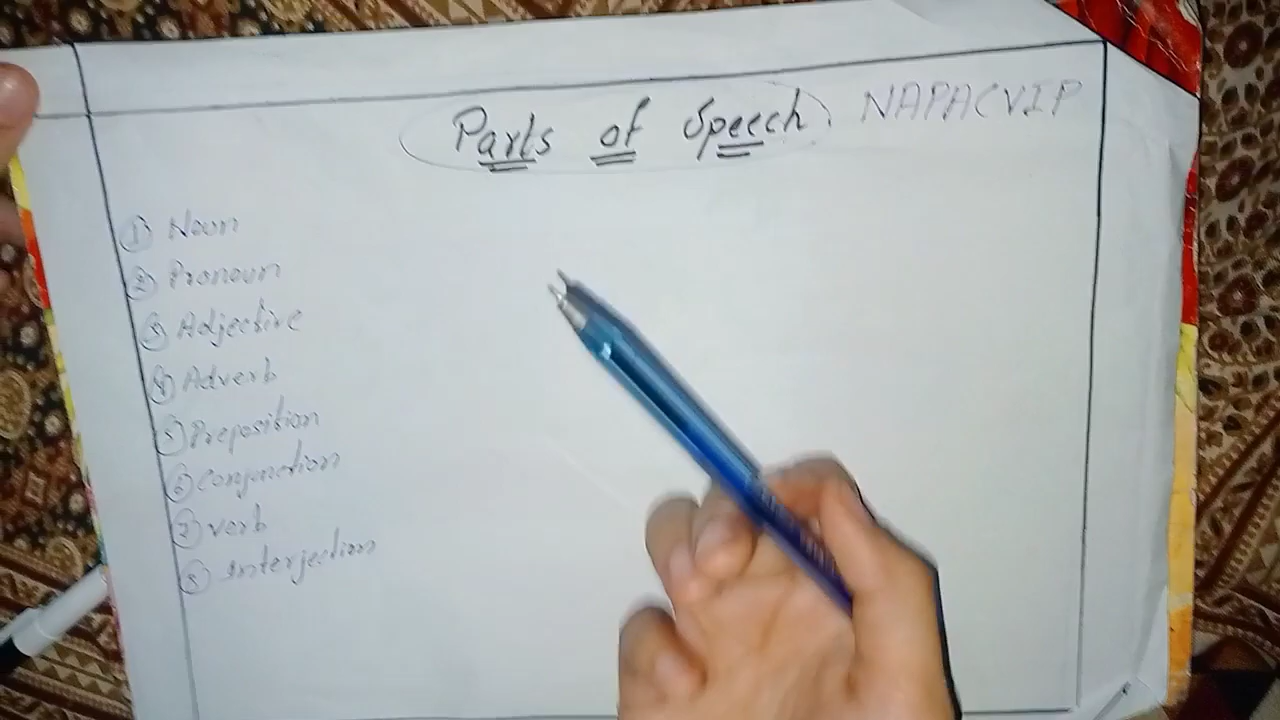 Parts of Speech. NAPACVIP
① Noun
② Pronoun
③ Adjective
④ Adverb
⑤ Preposition
⑥ Conjunction
⑦ verb
⑧ Interjection